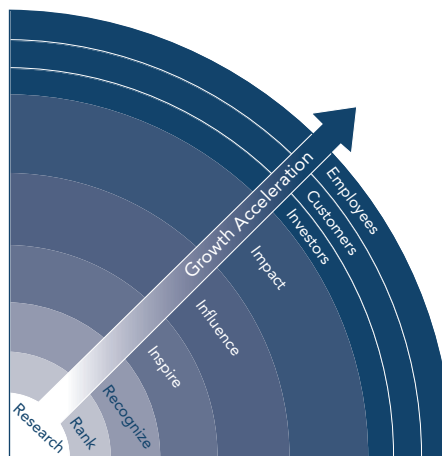 Research
Rank
Recognize
Inspire
Influence
Impact
Investors
Customers
Employees
Growth Acceleration